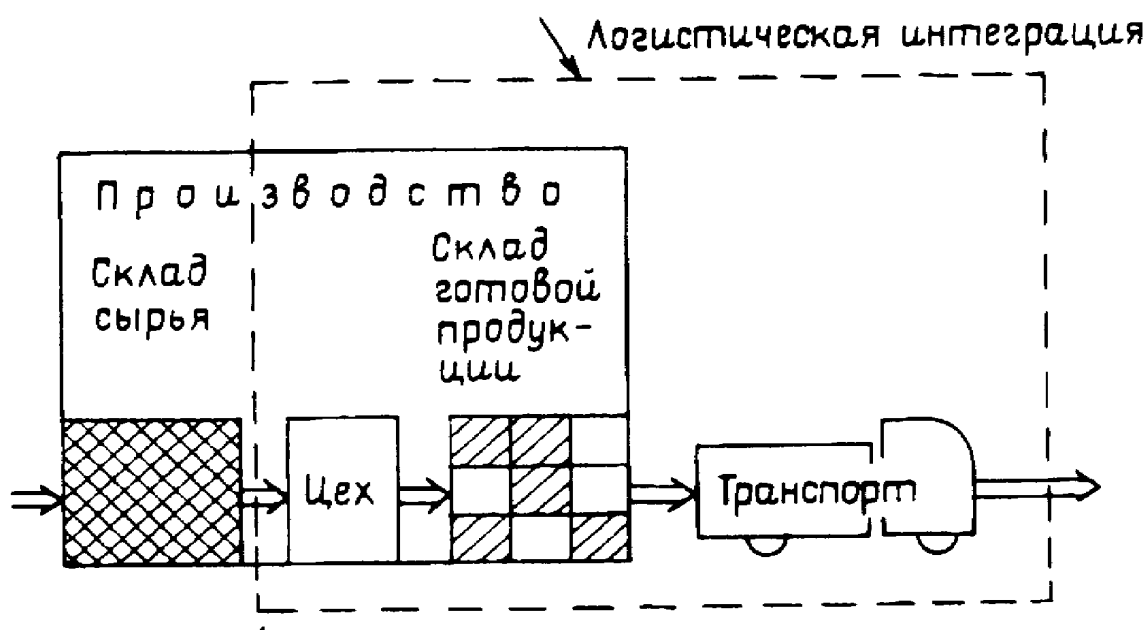 Логистическая интеграция
Производство
Склад
сырья
Склад
готовой
продук-
ции
Цех
Транспорт